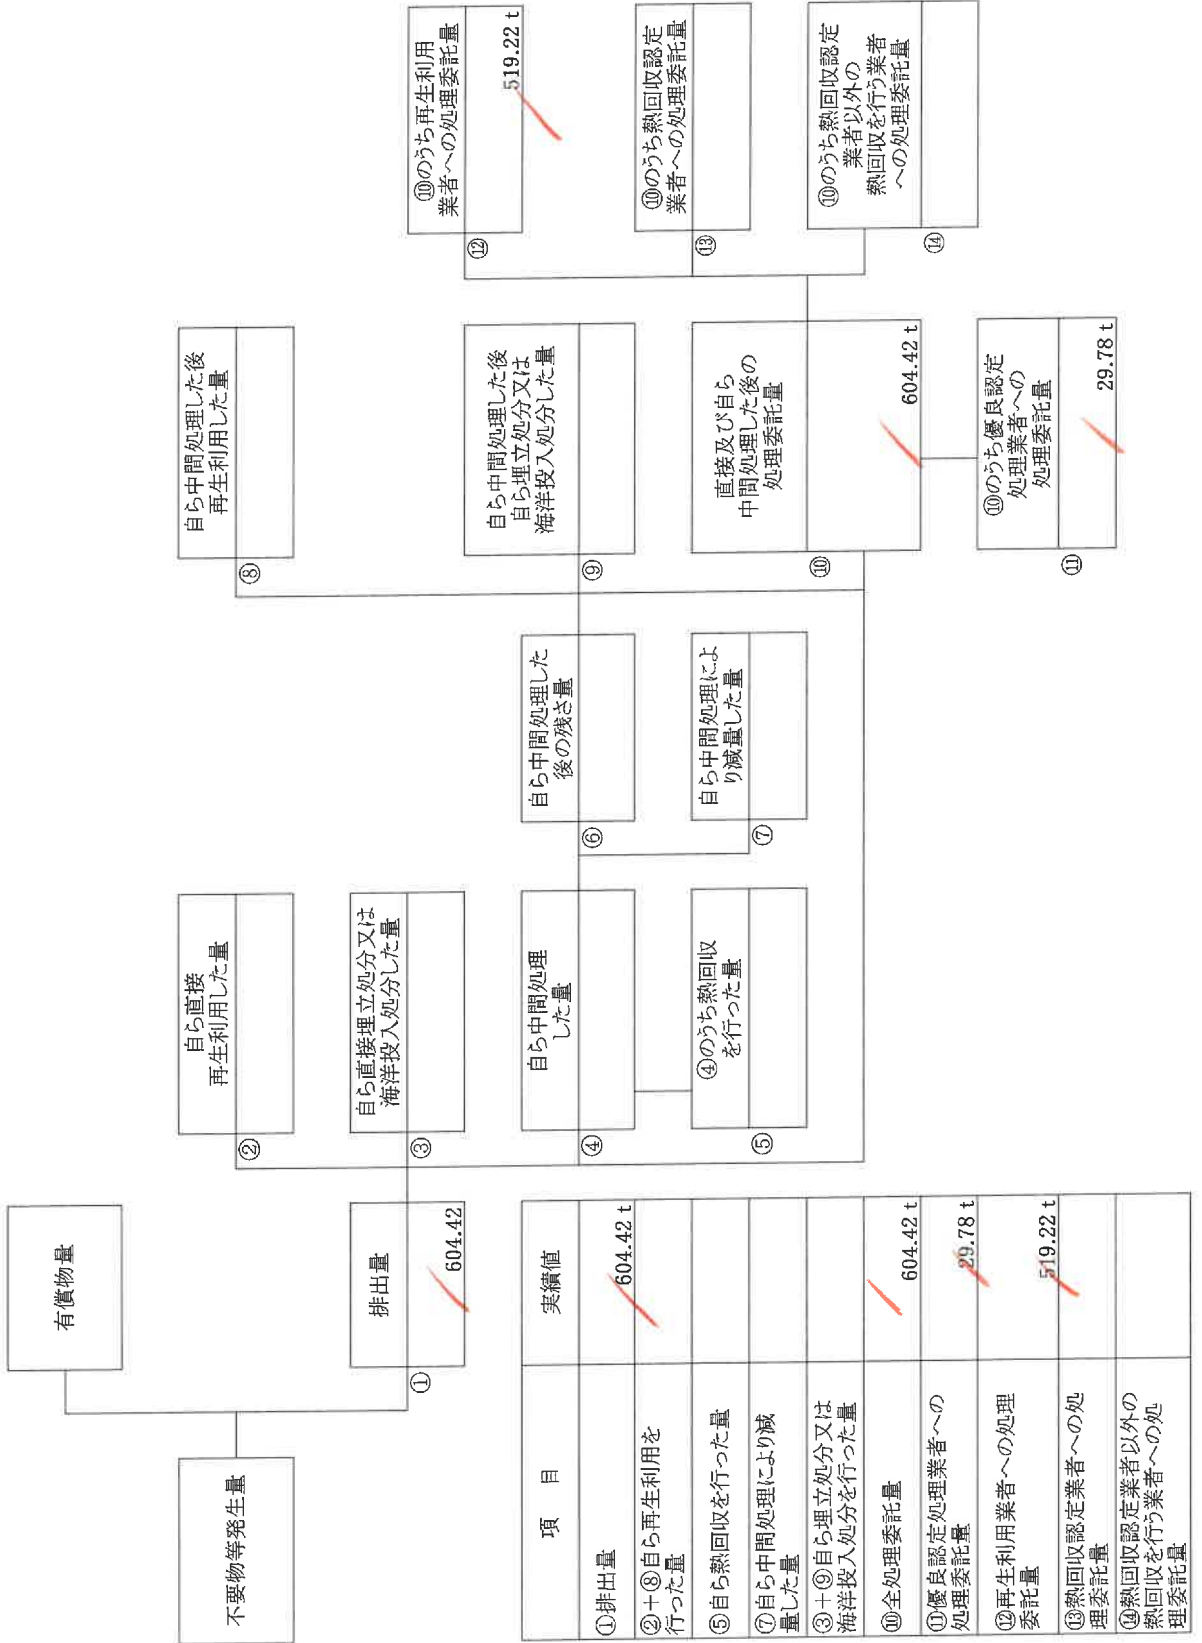 不要物等発生量
有償物量
①
排出量
604.42
②
自ら直接
再生利用した量
③
自ら直接埋立処分又は
海洋投入処分した量
④
自ら中間処理
した量
⑤
④のうち熱回収
を行った量
⑥
自ら中間処理した
後の残さ量
⑦
自ら中間処理によ
り減量した量
⑧
自ら中間処理した後
再生利用した量
⑨
自ら中間処理した後
自ら埋立処分又は
海洋投入処分した量
⑩
直接及び自ら
中間処理した後の
処理委託量
604.42 t
⑪
⑩のうち優良認定
処理業者への
処理委託量
29.78 t
⑫
⑩のうち再生利用
業者への処理委託量
519.22 t
⑬
⑩のうち熱回収認定
業者への処理委託量
⑭
⑩のうち熱回収認定
業者以外の
熱回収を行う業者
への処理委託量
項 目
実績値
①排出量
604.42 t
②+⑧自ら再生利用を
行った量
⑤自ら熱回収を行った量
⑦自ら中間処理により減
量した量
③+⑨自ら埋立処分又は
海洋投入処分を行った量
⑩全処理委託量
604.42 t
⑪優良認定処理業者への
処理委託量
29.78 t
⑫再生利用業者への処理
委託量
519.22 t
⑬熱回収認定業者への処
理委託量
⑭熱回収認定業者以外の
熱回収を行う業者への処
理委託量